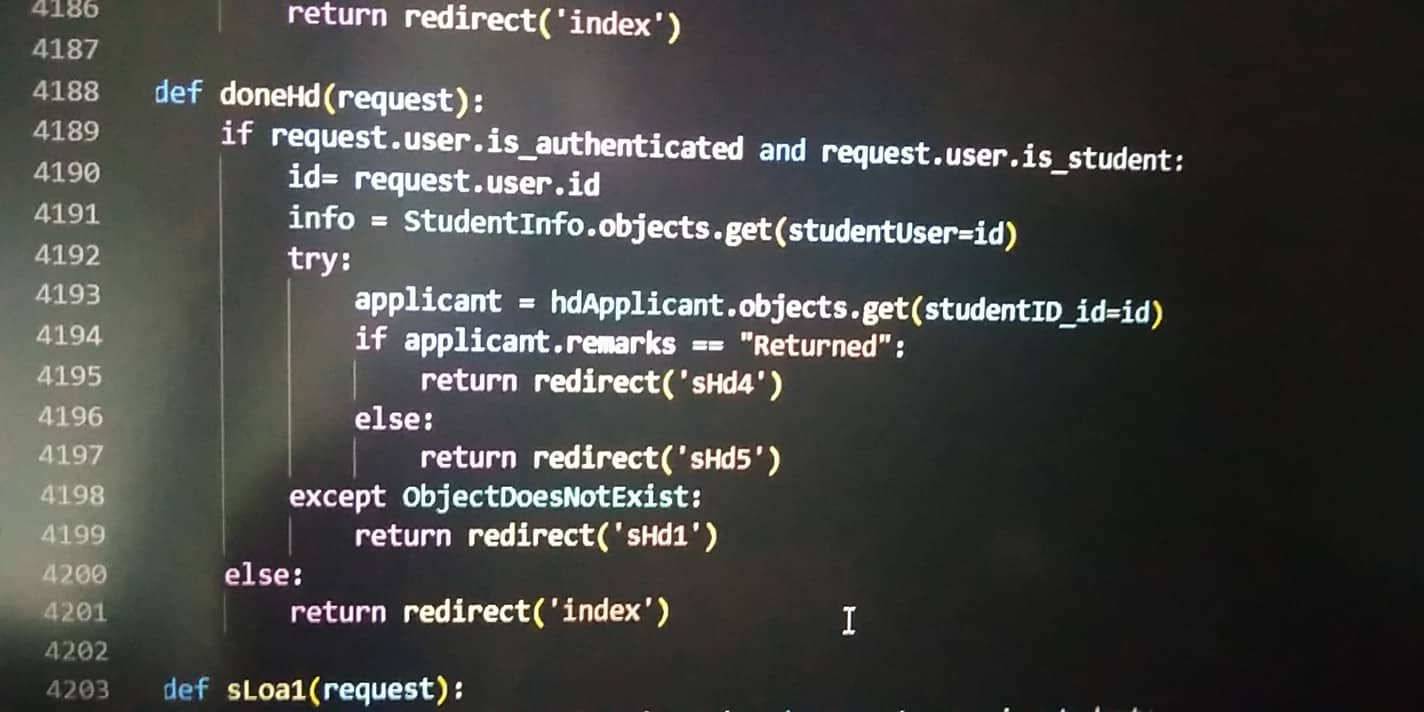 4186 return redirect('index')
4187
4188 def doneHd(request):
4189 if request.user.is_authenticated and request.user.is_student:
4190 id= request.user.id
4191 info = StudentInfo.objects.get(studentUser=id)
4192 try:
4193 applicant = hdApplicant.objects.get(studentID_id=id)
4194 if applicant.remarks == "Returned":
4195 return redirect('sHd4')
4196 else:
4197 return redirect('sHd5')
4198 except ObjectDoesNotExist:
4199 return redirect('sHd1')
4200 else:
4201 return redirect('index')
4202
4203 def sLoa1(request):